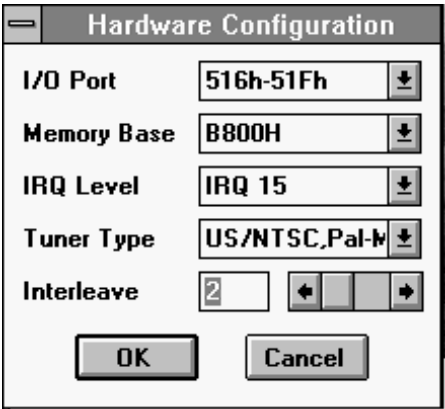 Hardware Configuration
I/O Port 516h-51Fh
Memory Base B800H
IRQ Level IRQ 15
Tuner Type US/NTSC,Pal-M
Interleave 2
OK Cancel